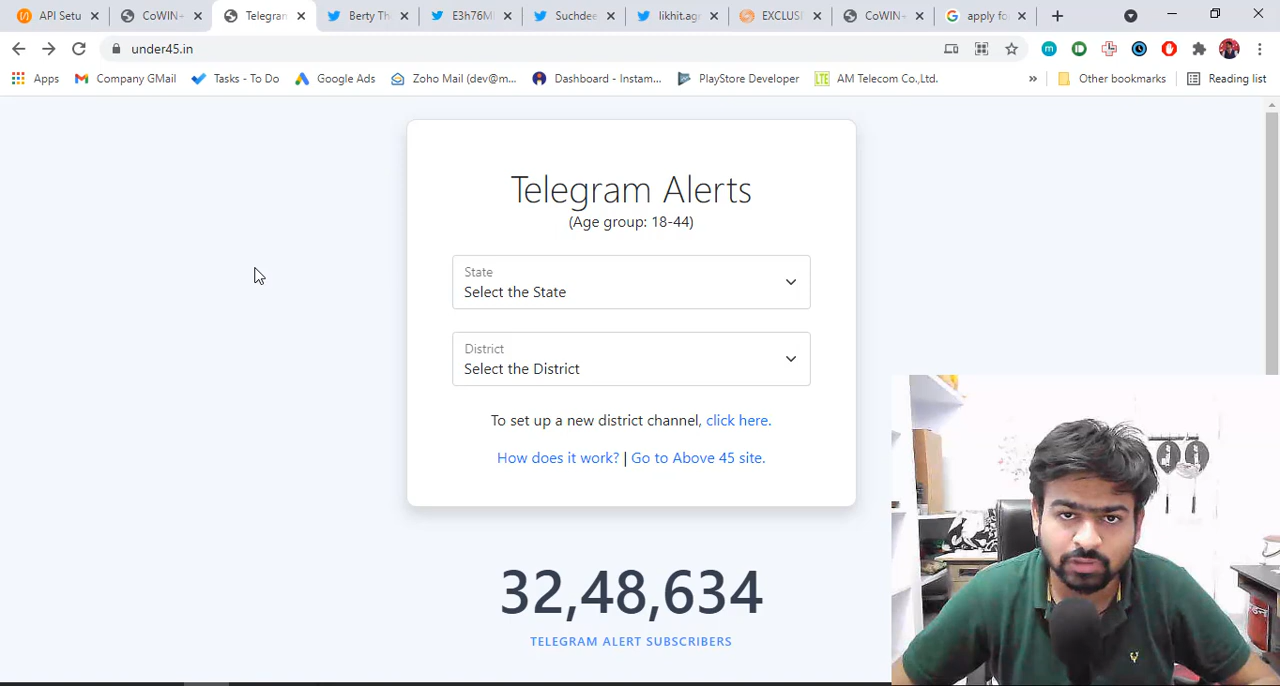 API Setu
CoWIN+
Telegram
Berty Th
E3h76M
Suchdee
likhit.ag
EXCLUSI
CoWIN+
apply fo
under45.in
Apps
Company GMail
Tasks - To Do
Google Ads
Zoho Mail (dev@m...
Dashboard - Instam...
PlayStore Developer
LTE AM Telecom Co.,Ltd.
»
Other bookmarks
Reading list
Telegram Alerts
(Age group: 18-44)
State
Select the State
District
Select the District
To set up a new district channel, click here.
How does it work? | Go to Above 45 site.
32,48,634
TELEGRAM ALERT SUBSCRIBERS